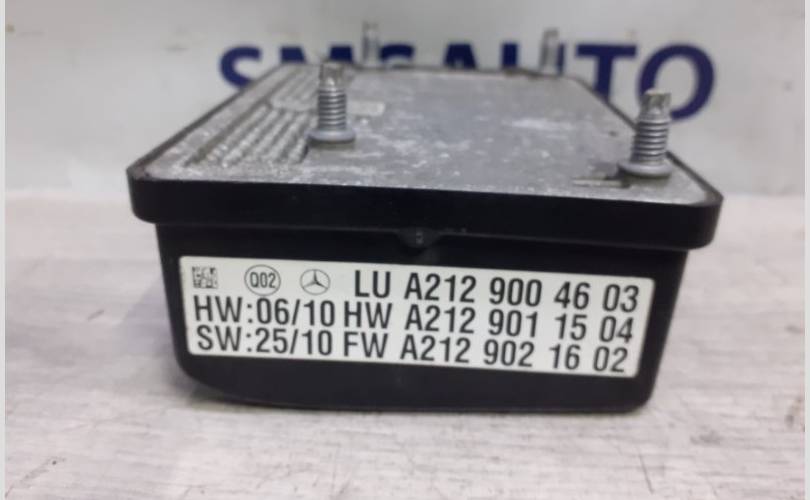 SMSAUTO
Q02 LU A212 900 46 03
HW:06/10 HW A212 901 15 04
SW:25/10 FW A212 902 16 02